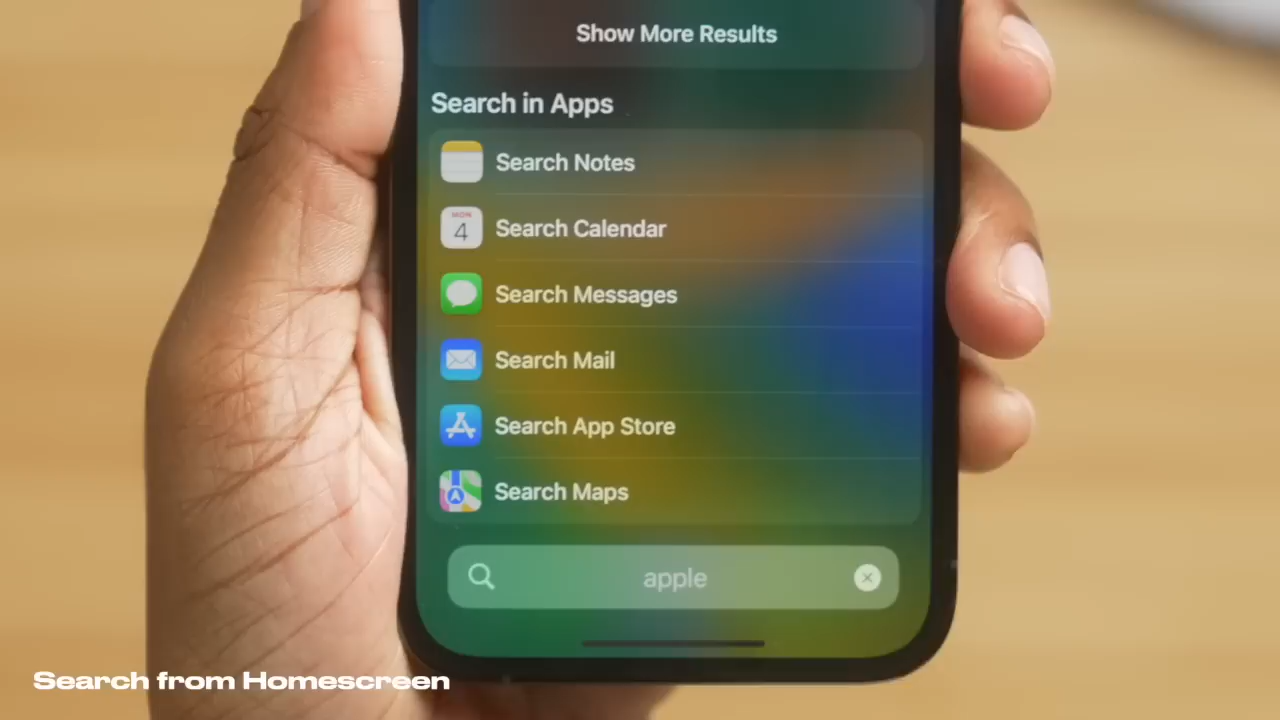 Show More Results
Search in Apps
Search Notes
MON
4
Search Calendar
Search Messages
Search Mail
Search App Store
Search Maps
apple
Search from Homescreen